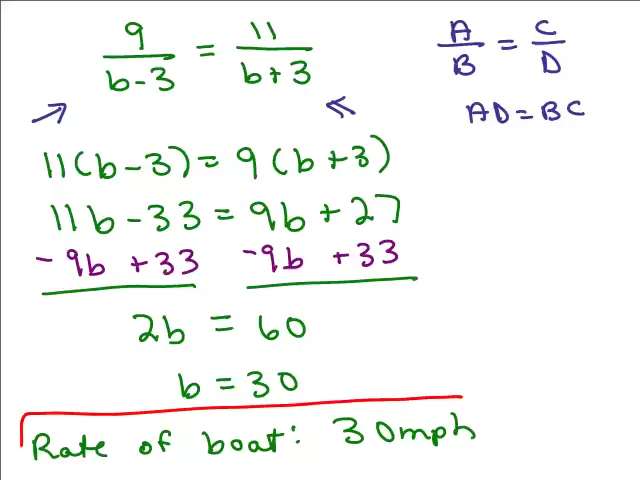 9/(b-3) = 11/(b+3)
A/B = C/D
AD = BC
11(b-3) = 9(b+3)
11b-33 = 9b+27
-9b +33 -9b +33
2b = 60
b = 30
Rate of boat: 30mph